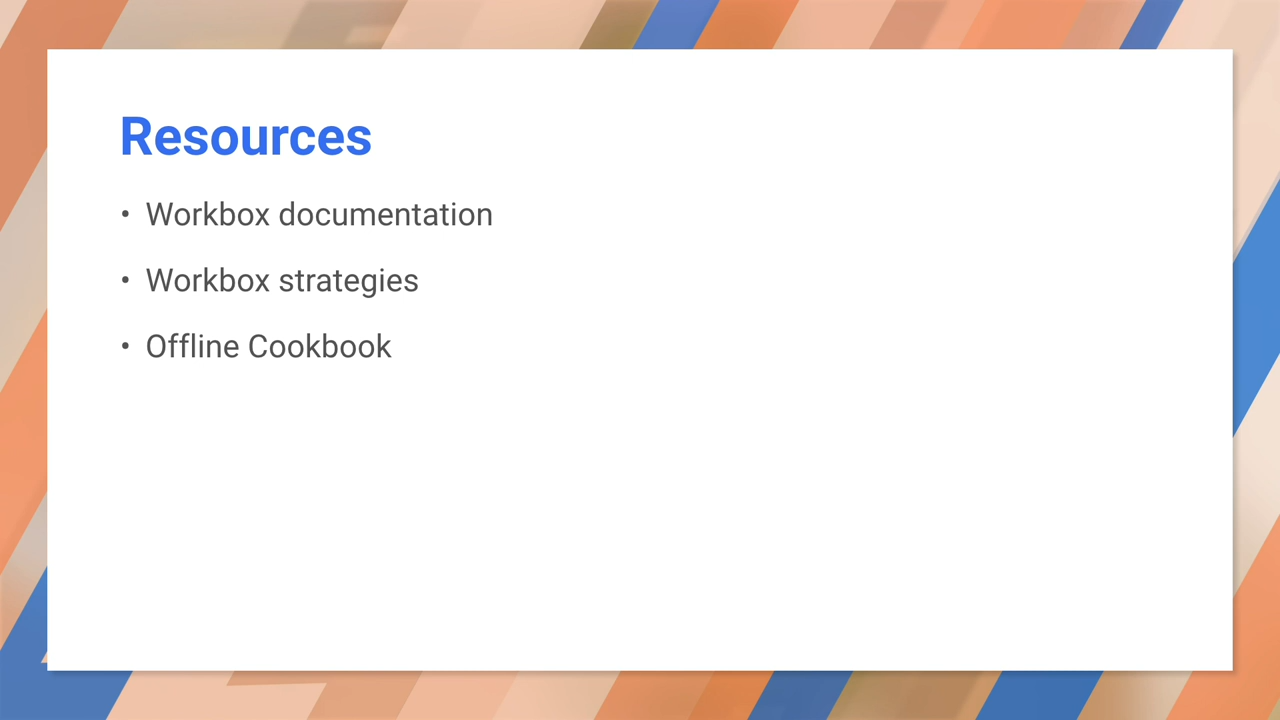 Resources
• Workbox documentation
• Workbox strategies
• Offline Cookbook